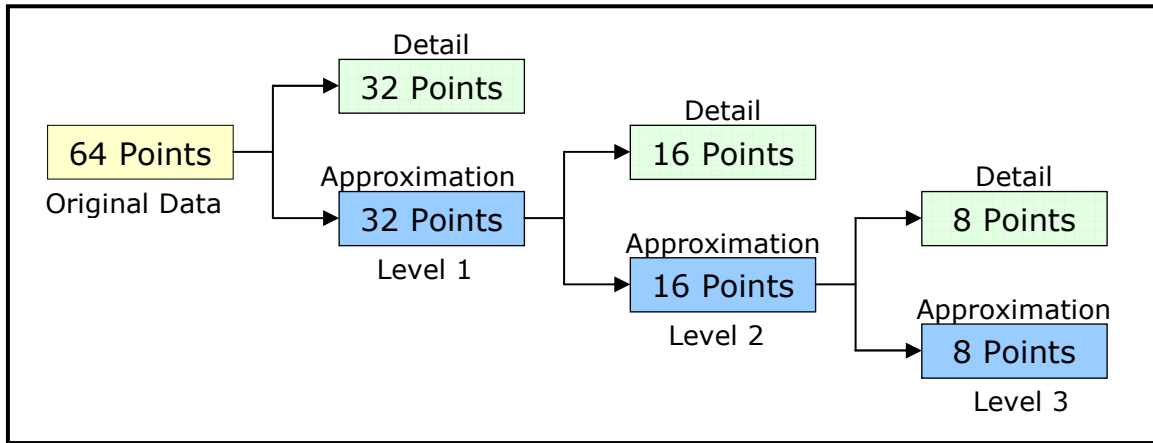 Detail
32 Points
64 Points
Original Data
Approximation
32 Points
Level 1
Detail
16 Points
Approximation
16 Points
Level 2
Detail
8 Points
Approximation
8 Points
Level 3